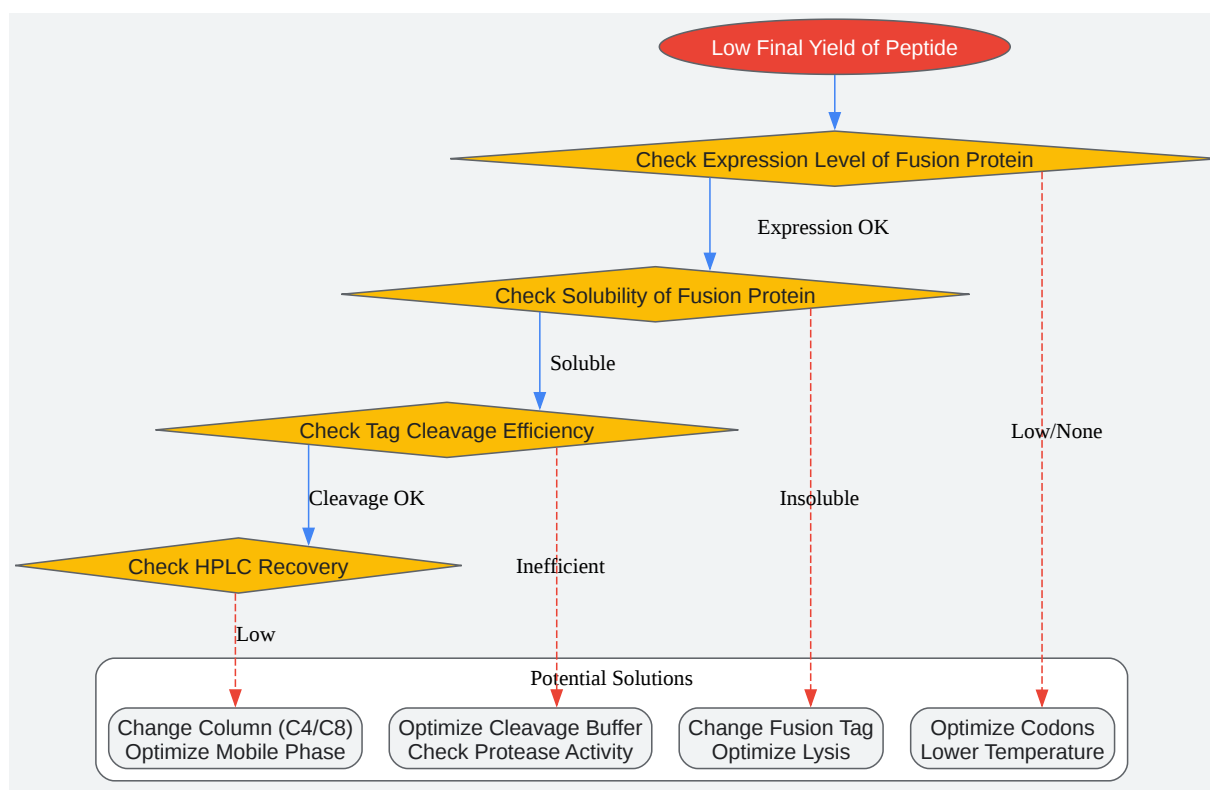 Low Final Yield of Peptide
Check Expression Level of Fusion Protein
Expression OK
Check Solubility of Fusion Protein
Soluble
Check Tag Cleavage Efficiency
Low/None
Cleavage OK
Insoluble
Check HPLC Recovery
Inefficient
Low
Potential Solutions
Change Column (C4/C8)
Optimize Mobile Phase
Optimize Cleavage Buffer
Check Protease Activity
Change Fusion Tag
Optimize Lysis
Optimize Codons
Lower Temperature